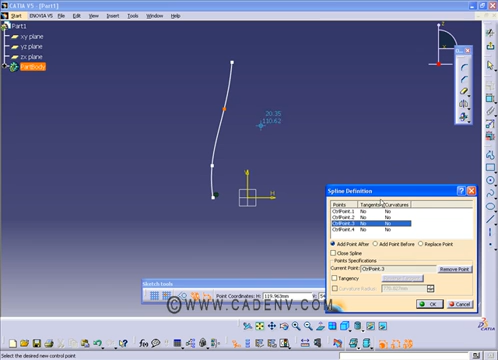 CATIA V5 - [Part1]
Start ENOVIA V5 File Edit View Insert Tools Window Help
Part1
xy plane
yz plane
zx plane
PartBody
20.35
110.62
V
H
Spline Definition
Points Tangents Curvatures
CtrlPoint.1 No No
CtrlPoint.2 No No
CtrlPoint.3 No No
CtrlPoint.4 No No
Add Point After Add Point Before Replace Point
Close Spline
Points Specifications
Current Point: CtrlPoint.3 Remove Point
Tangency
Curvature Radius:
OK Cancel
Sketch tools
Point Coordinates: H: 119.963mm V:
©WWW.CADENV.COM
Select the desired new control point